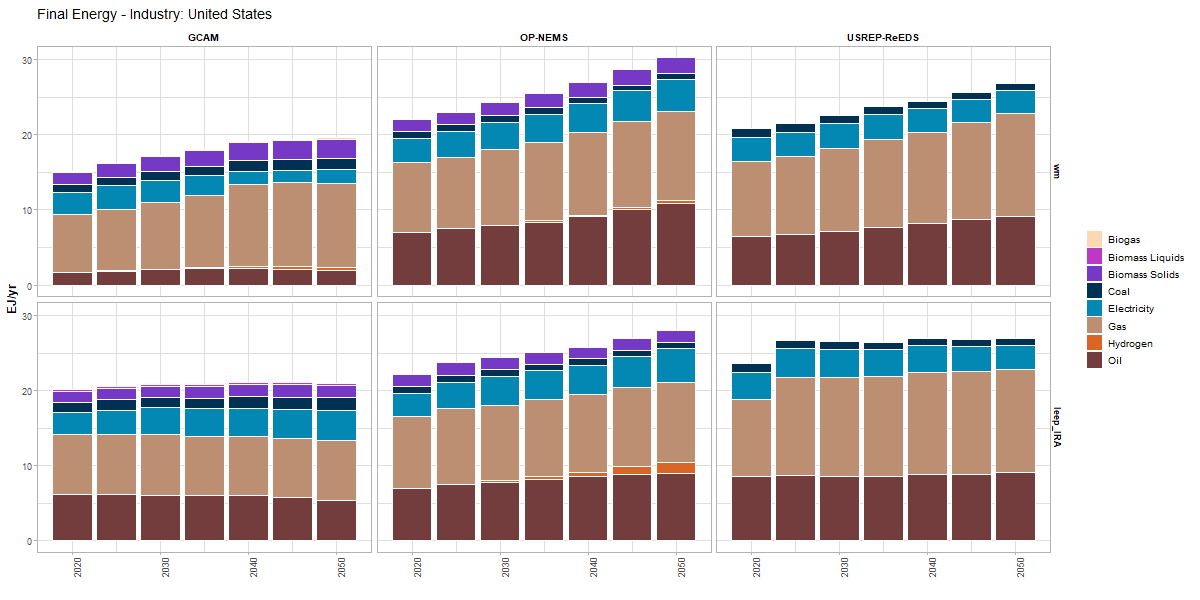 Final Energy - Industry: United States
GCAM
OP-NEMS
USREP-ReEDS
EJ/yr
30
20
10
0
wm
30
20
10
0
leep_IRA
2020
2030
2040
2050
2020
2030
2040
2050
2020
2030
2040
2050
Biogas
Biomass Liquids
Biomass Solids
Coal
Electricity
Gas
Hydrogen
Oil